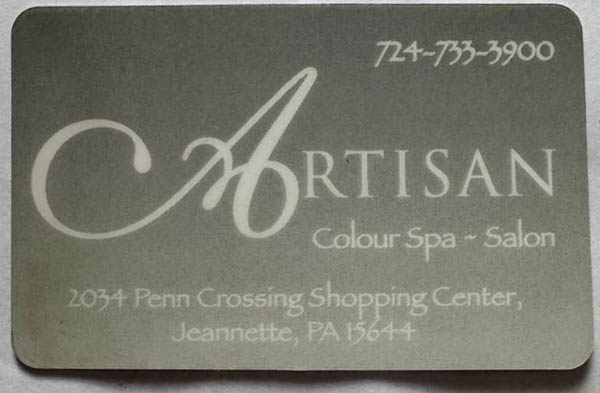 724-733-3900
ARTISAN
Colour Spa ~ Salon
2034 Penn Crossing Shopping Center,
Jeannette, PA 15644